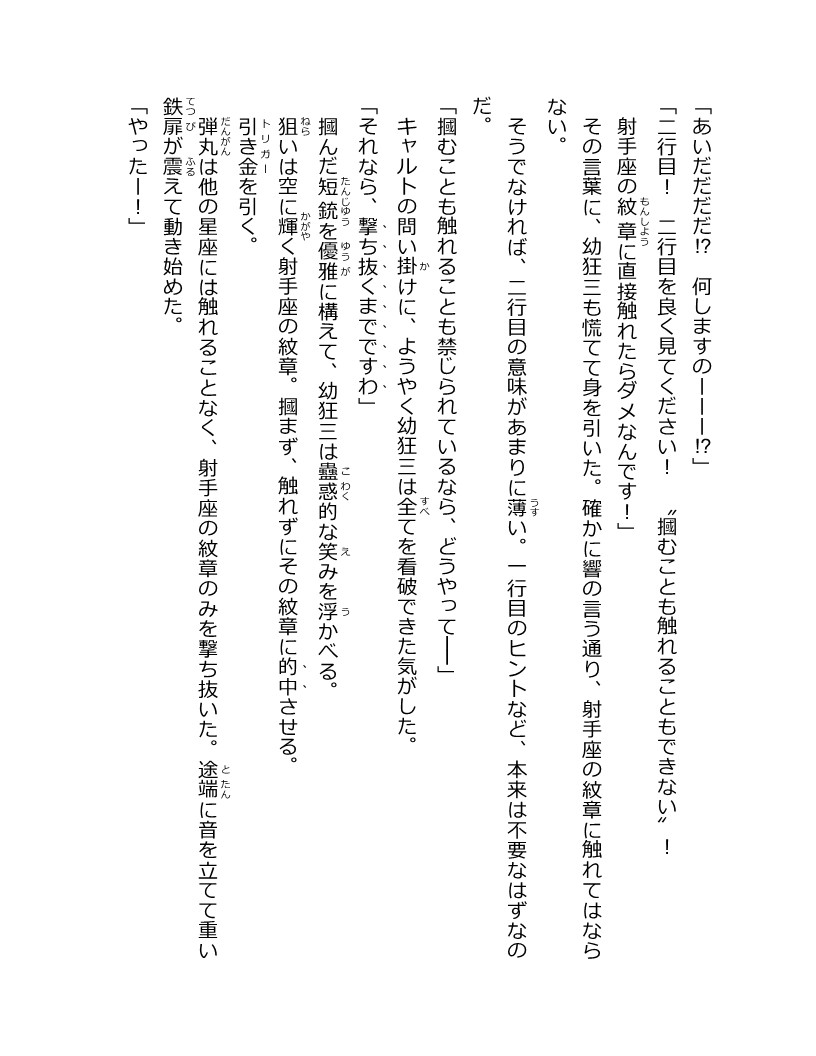 「あいだだだだ⁉　何しますのーーー⁉」
「二行目！　二行目を良く見てください！　〝摑むことも触れることもできない〟！
射手座の紋章に直接触れたらダメなんです！」
その言葉に、幼狂三も慌てて身を引いた。確かに響の言う通り、射手座の紋章に触れてはなら
ない。
そうでなければ、二行目の意味があまりに薄い。一行目のヒントなど、本来は不要なはずなの
だ。
「摑むことも触れることも禁じられているなら、どうやって──」
キャルトの問い掛けに、ようやく幼狂三は全てを看破できた気がした。
「それなら、撃ち抜くまでですわ」
摑んだ短銃を優雅に構えて、幼狂三は蠱惑的な笑みを浮かべる。
狙いは空に輝く射手座の紋章。摑まず、触れずにその紋章に的中させる。
引き金を引く。
弾丸は他の星座には触れることなく、射手座の紋章のみを撃ち抜いた。途端に音を立てて重い
鉄扉が震えて動き始めた。
「やったー！」